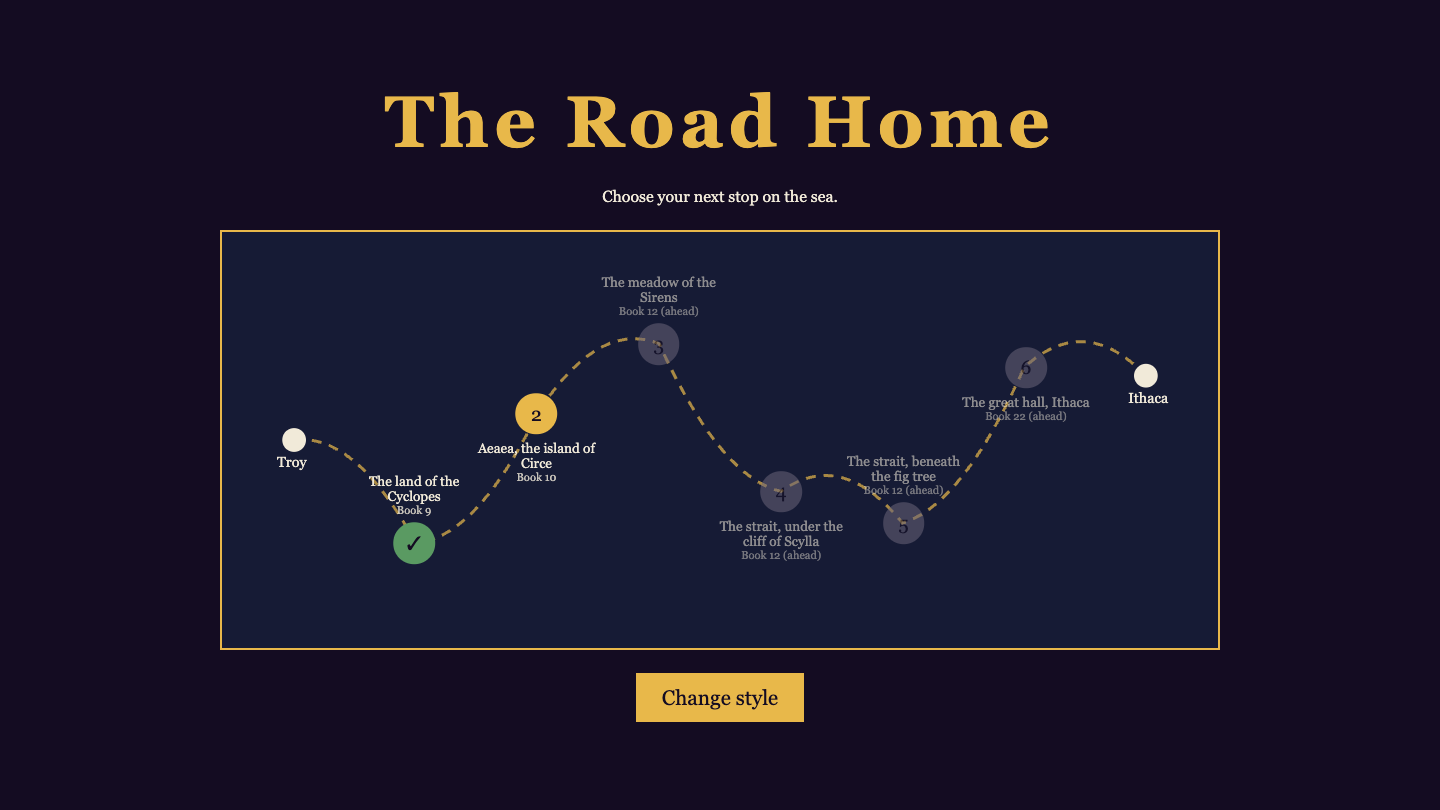 The Road Home
Choose your next stop on the sea.
Troy
The land of the
Cyclopes
Book 9
✓
2
Aeaea, the island of
Circe
Book 10
The meadow of the
Sirens
Book 12 (ahead)
3
4
The strait, under the
cliff of Scylla
Book 12 (ahead)
The strait, beneath
the fig tree
Book 12 (ahead)
5
6
The great hall, Ithaca
Book 22 (ahead)
Ithaca
Change style